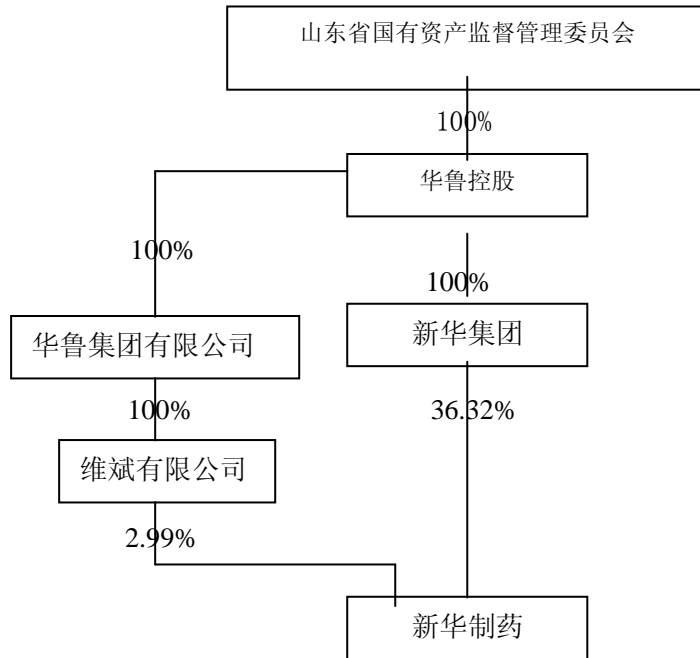 山东省国有资产监督管理委员会
100%
华鲁控股
100%
100%
华鲁集团有限公司
新华集团
100%
36.32%
维斌有限公司
2.99%
新华制药